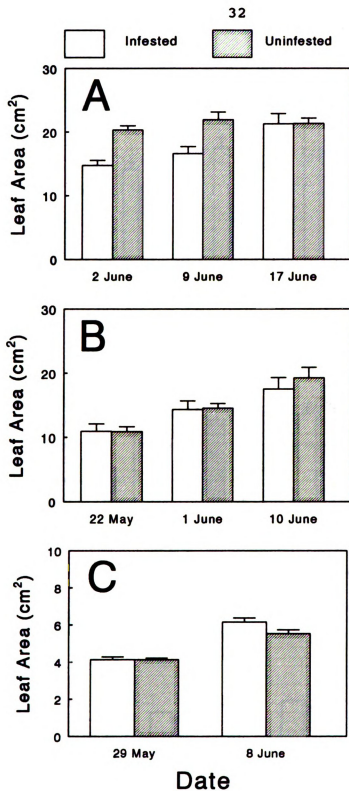 32
Infested Uninfested
A
Leaf Area (cm²)
30
20
10
0
2 June 9 June 17 June
B
Leaf Area (cm²)
30
20
10
0
22 May 1 June 10 June
C
Leaf Area (cm²)
10
8
6
4
2
0
29 May 8 June
Date